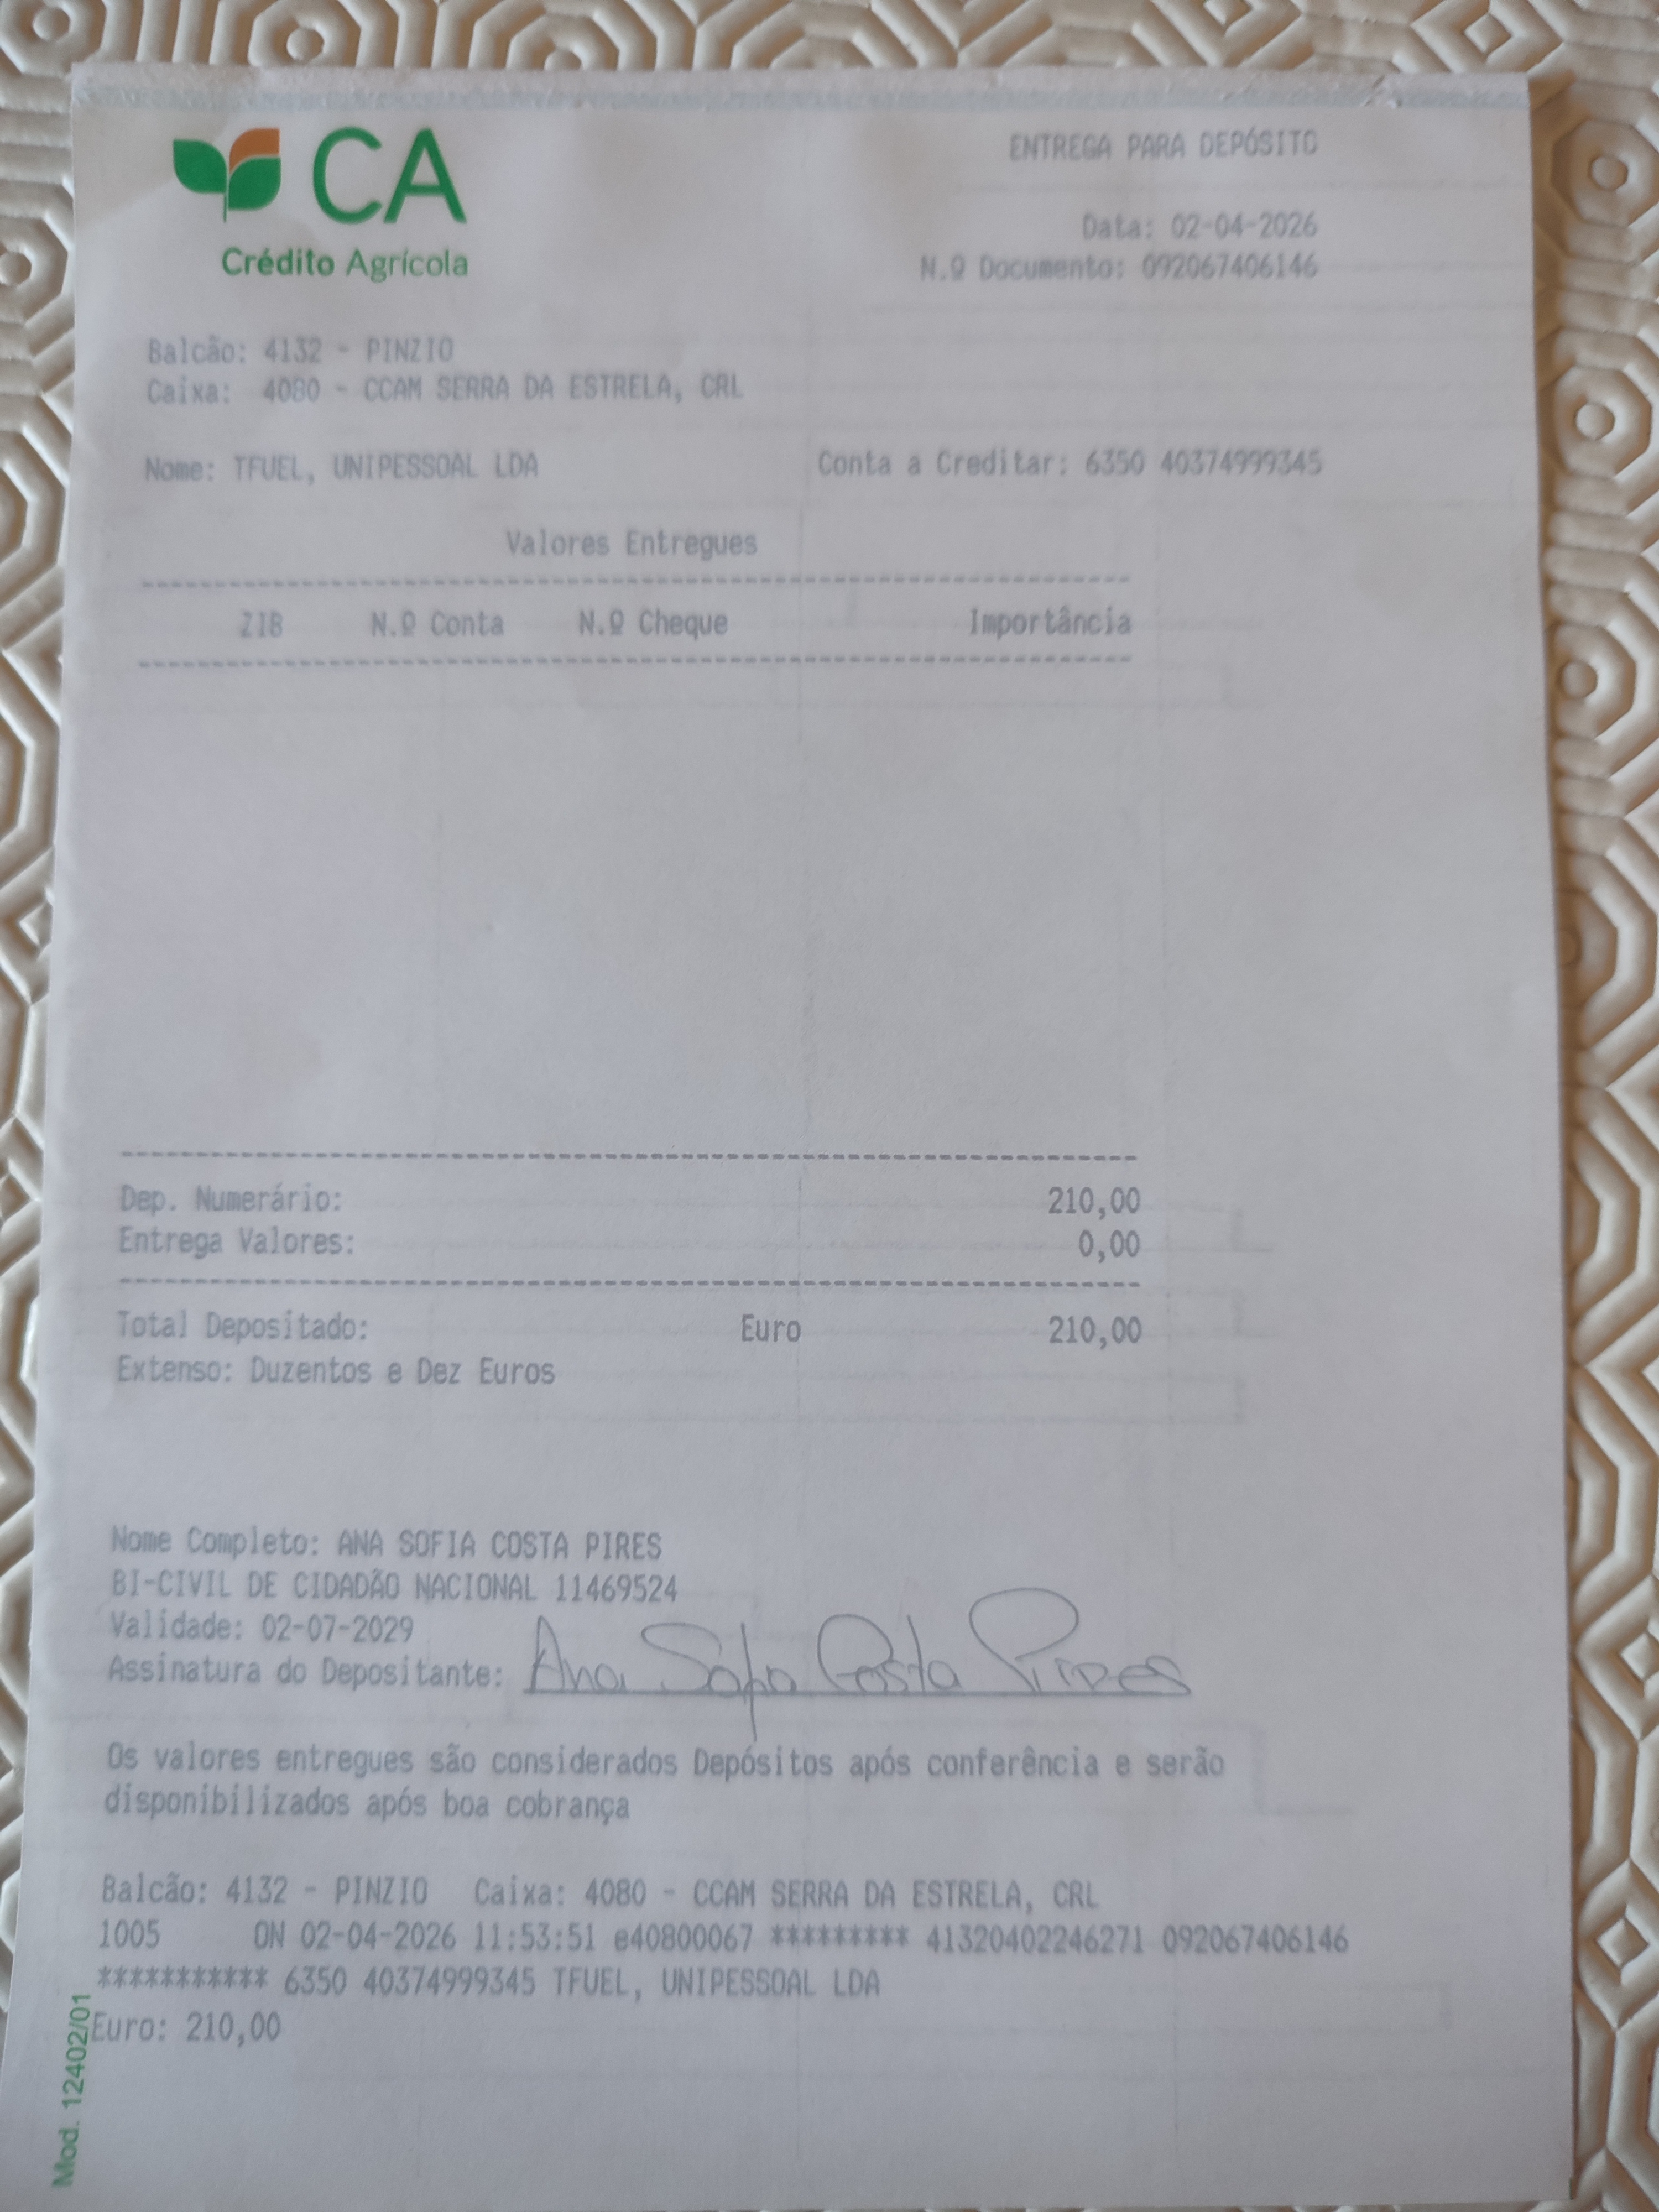 CA
Crédito Agrícola
ENTREGA PARA DEPÓSITO
Data: 02-04-2026
N.º Documento: 092067406146
Balcão: 4132 - PINZIO
Caixa: 4080 - CCAM SERRA DA ESTRELA, CRL
Nome: TFUEL, UNIPESSOAL LDA Conta a Creditar: 6350 40374999345
Valores Entregues
ZIB N.º Conta N.º Cheque Importância
Dep. Numerário: 210,00
Entrega Valores: 0,00
Total Depositado: Euro 210,00
Extenso: Duzentos e Dez Euros
Nome Completo: ANA SOFIA COSTA PIRES
BI-CIVIL DE CIDADÃO NACIONAL 11469524
Validade: 02-07-2029
Assinatura do Depositante: Ana Sofia Costa Pires
Os valores entregues são considerados Depósitos após conferência e serão
disponibilizados após boa cobrança
Balcão: 4132 - PINZIO Caixa: 4080 - CCAM SERRA DA ESTRELA, CRL
1005 ON 02-04-2026 11:53:51 e40800067 ********* 41320402246271 092067406146
*********** 6350 40374999345 TFUEL, UNIPESSOAL LDA
Euro: 210,00
Mod. 12402/01